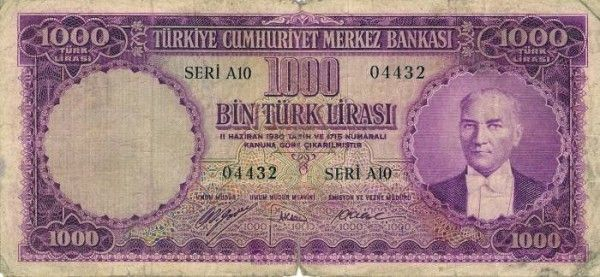 1000 TÜRKİYE CUMHURİYET MERKEZ BANKASI 1000
TÜRK LİRASI TÜRK LİRASI
SERİ A10 1000 04432
BİN TÜRK LİRASI
11 HAZİRAN 1930 TARİH VE 1715 NUMARALI
KANUNA GÖRE ÇIKARILMIŞTIR
04432 SERİ A10
UMUM MÜDÜR UMUM MÜDÜR MUAVİNİ EMİSYON VE VEZNE MÜDÜRÜ
1000 1000